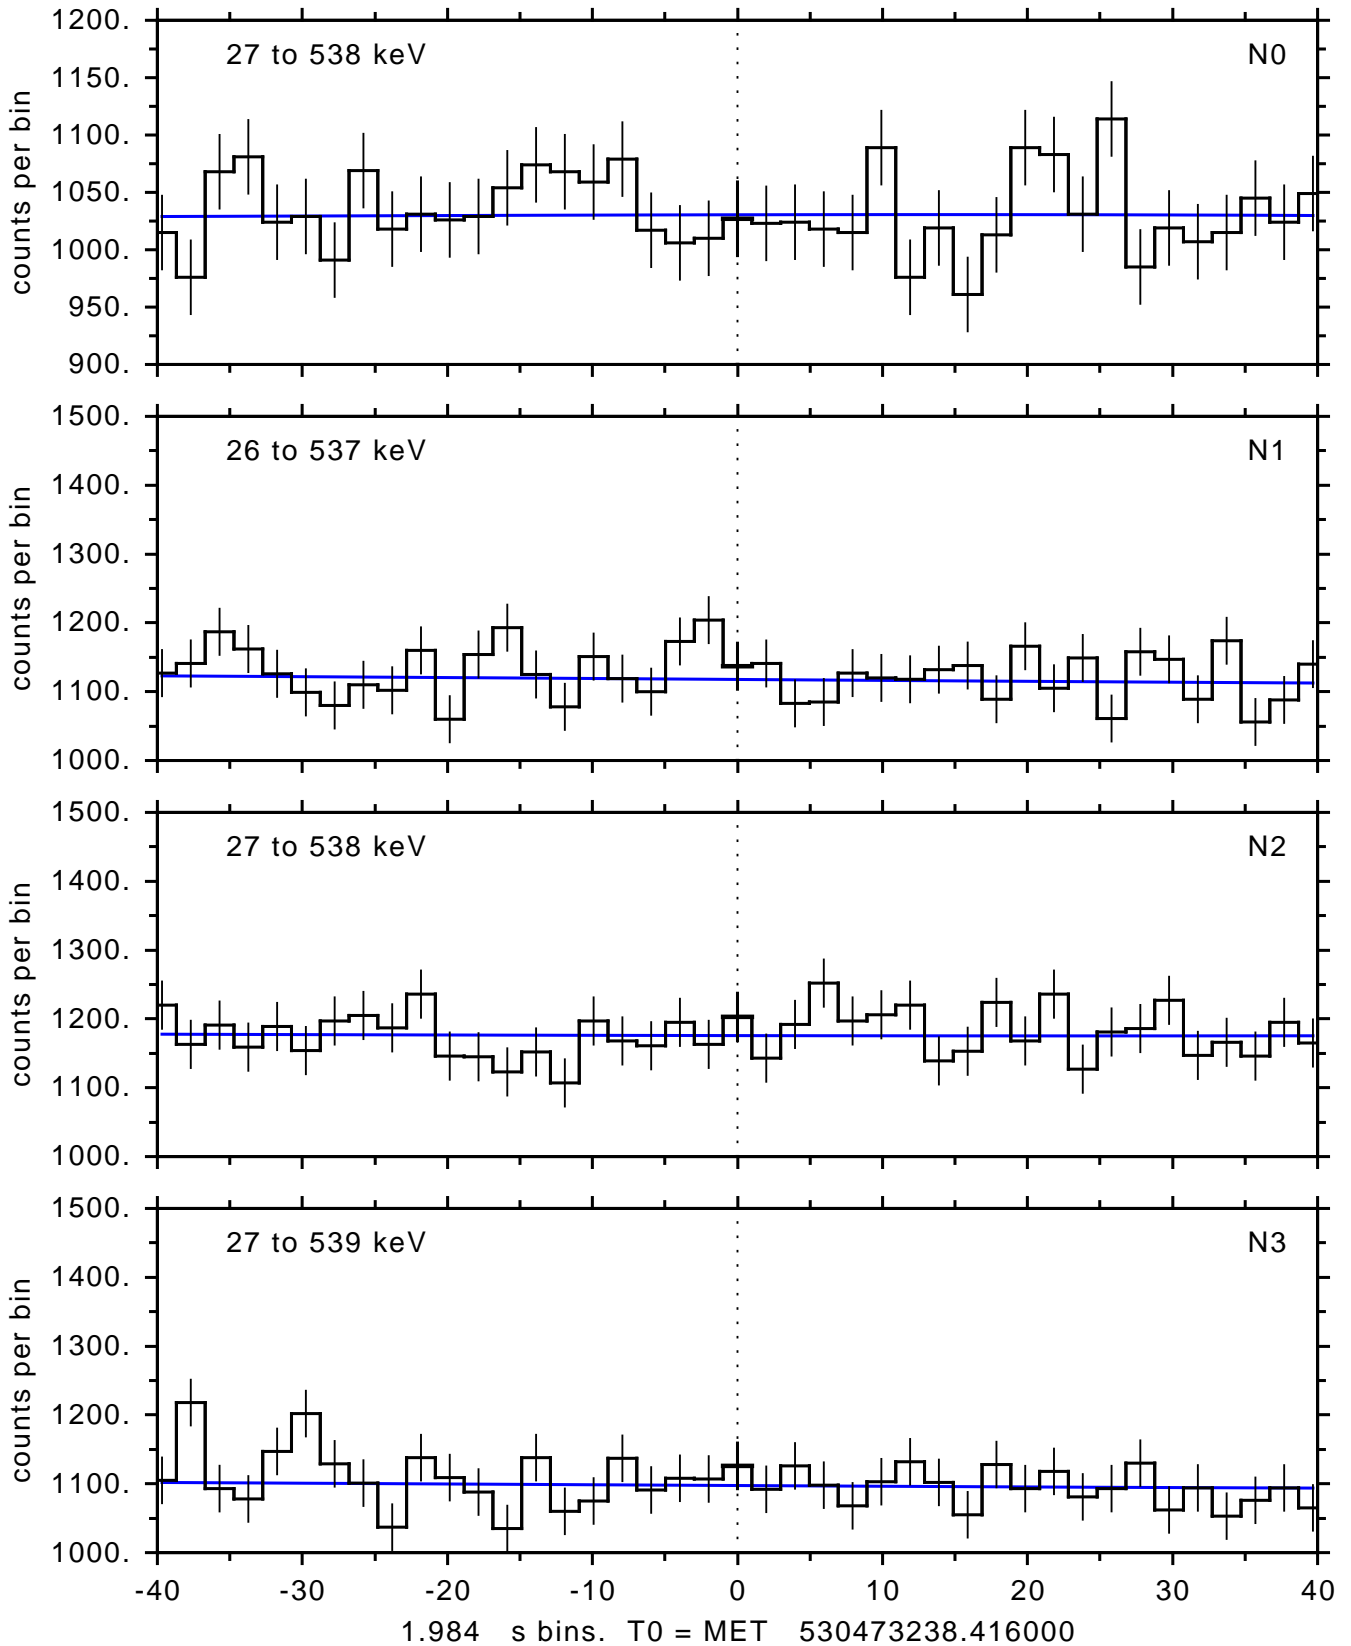 1200.
27 to 538 keV N0
1150.
1100.
1050.
1000.
950.
900.
counts per bin
1500.
26 to 537 keV N1
1400.
1300.
1200.
1100.
1000.
counts per bin
1500.
27 to 538 keV N2
1400.
1300.
1200.
1100.
1000.
counts per bin
1500.
27 to 539 keV N3
1400.
1300.
1200.
1100.
1000.
counts per bin
-40 -30 -20 -10 0 10 20 30 40
1.984 s bins. T0 = MET 530473238.416000